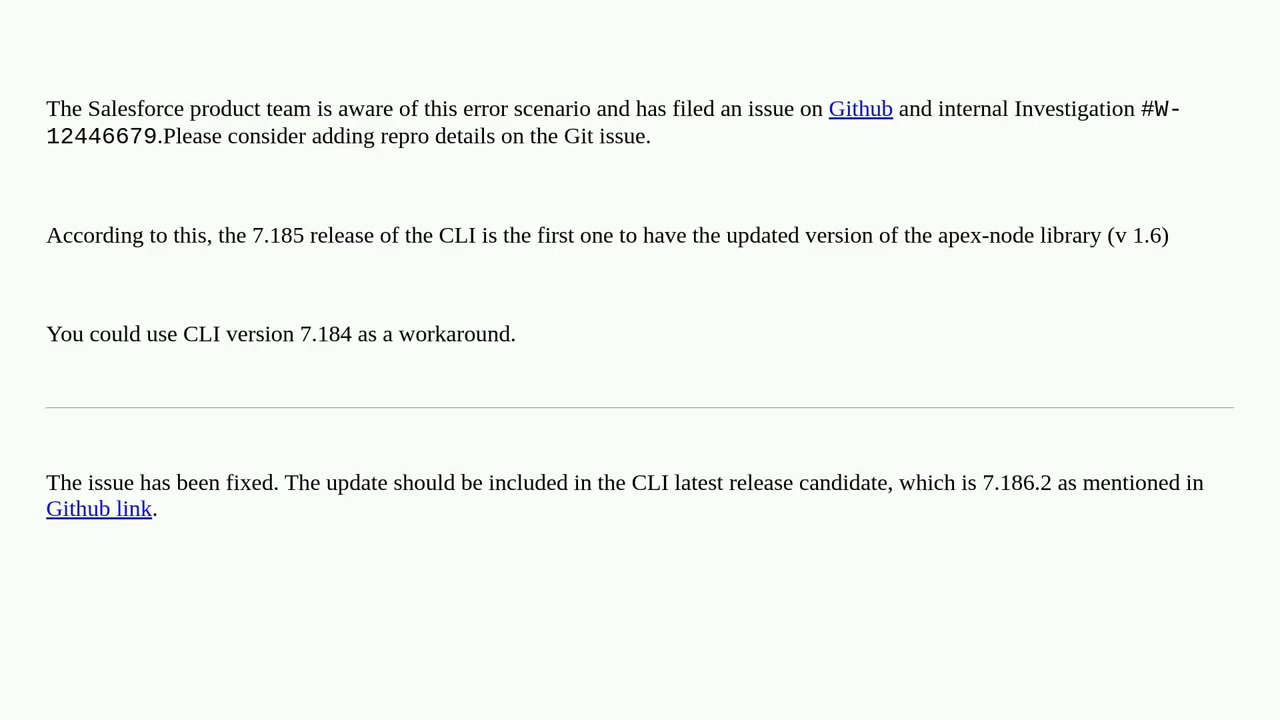 The Salesforce product team is aware of this error scenario and has filed an issue on Github and internal Investigation #W-
12446679.Please consider adding repro details on the Git issue.
According to this, the 7.185 release of the CLI is the first one to have the updated version of the apex-node library (v 1.6)
You could use CLI version 7.184 as a workaround.
The issue has been fixed. The update should be included in the CLI latest release candidate, which is 7.186.2 as mentioned in
Github link.